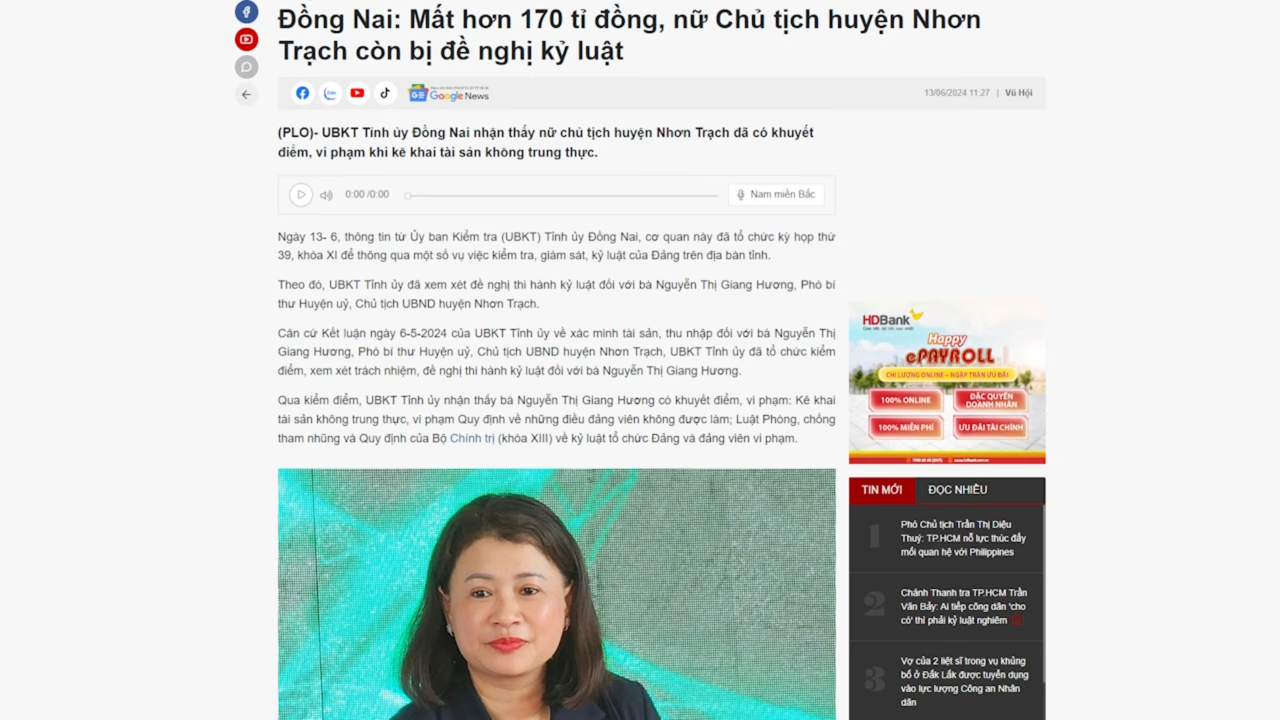 Đồng Nai: Mất hơn 170 tỉ đồng, nữ Chủ tịch huyện Nhơn
Trạch còn bị đề nghị kỷ luật
Google News
13/06/2024 11:27 | Vũ Hội
(PLO)- UBKT Tỉnh ủy Đồng Nai nhận thấy nữ chủ tịch huyện Nhơn Trạch đã có khuyết
điểm, vi phạm khi kê khai tài sản không trung thực.
0:00 /0:00
Nam miền Bắc
Ngày 13- 6, thông tin từ Ủy ban Kiểm tra (UBKT) Tỉnh ủy Đồng Nai, cơ quan này đã tổ chức kỳ họp thứ
39, khóa XI để thông qua một số vụ việc kiểm tra, giám sát, kỷ luật của Đảng trên địa bàn tỉnh.
Theo đó, UBKT Tỉnh ủy đã xem xét đề nghị thi hành kỷ luật đối với bà Nguyễn Thị Giang Hương, Phó bí
thư Huyện uỷ, Chủ tịch UBND huyện Nhơn Trạch.
Căn cứ Kết luận ngày 6-5-2024 của UBKT Tỉnh ủy về xác minh tài sản, thu nhập đối với bà Nguyễn Thị
Giang Hương, Phó bí thư Huyện uỷ, Chủ tịch UBND huyện Nhơn Trạch, UBKT Tỉnh ủy đã tổ chức kiểm
điểm, xem xét trách nhiệm, đề nghị thi hành kỷ luật đối với bà Nguyễn Thị Giang Hương.
Qua kiểm điểm, UBKT Tỉnh ủy nhận thấy bà Nguyễn Thị Giang Hương có khuyết điểm, vi phạm: Kê khai
tài sản không trung thực, vi phạm Quy định về những điều đảng viên không được làm; Luật Phòng, chống
tham nhũng và Quy định của Bộ Chính trị (khóa XIII) về kỷ luật tổ chức Đảng và đảng viên vi phạm.
HDBank
Cam kết lợi ích cao nhất
Happy
ePAYROLL
CHI LƯƠNG ONLINE – NGẬP TRÀN ƯU ĐÃI
100% ONLINE
ĐẶC QUYỀN
DOANH NHÂN
100% MIỄN PHÍ
ƯU ĐÃI TÀI CHÍNH
TIN MỚI
ĐỌC NHIỀU
1
Phó Chủ tịch Trần Thị Diệu
Thuý: TP.HCM nỗ lực thúc đẩy
mối quan hệ với Philippines
2
Chánh Thanh tra TP.HCM Trần
Văn Bảy: Ai tiếp công dân 'cho
có' thì phải kỷ luật nghiêm
3
Vợ của 2 liệt sĩ trong vụ khủng
bố ở Đắk Lắk được tuyển dụng
vào lực lượng Công an Nhân
dân